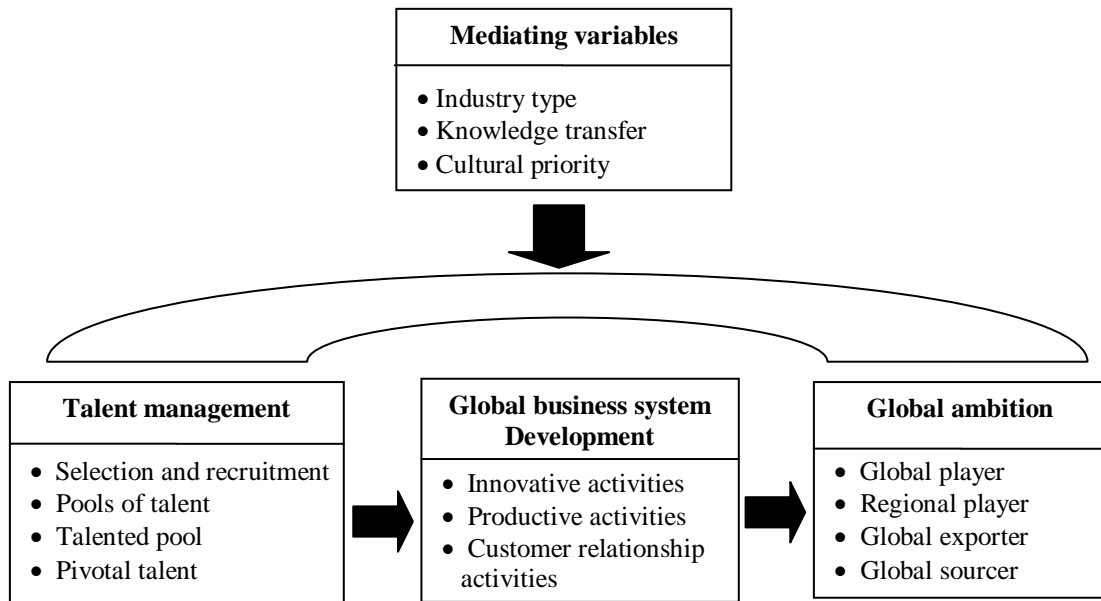 Mediating variables
• Industry type
• Knowledge transfer
• Cultural priority
Talent management
• Selection and recruitment
• Pools of talent
• Talented pool
• Pivotal talent
Global business system
Development
• Innovative activities
• Productive activities
• Customer relationship
activities
Global ambition
• Global player
• Regional player
• Global exporter
• Global sourcer